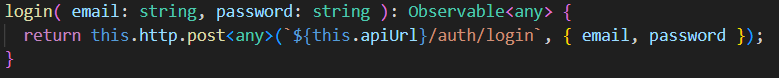 login( email: string, password: string ): Observable<any> {
  return this.http.post<any>(`${this.apiUrl}/auth/login`, { email, password });
}